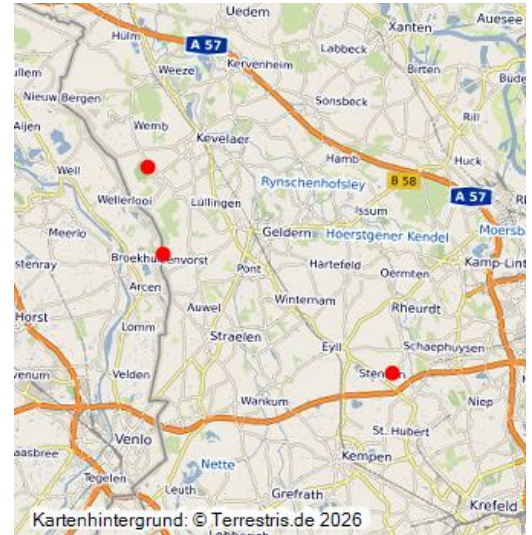 Uedem
Auesee
Xanten
Hulm
A 57
Labbeck
Kervenheim
Birten
Weeze
Nieuw Bergen
Sonsbeck
Rill
Aijen
Wemb
Kevelaer
Hamb
Huck
Well
Rynschenhofsley
B 58
A 57
Wellerlooi
Lüllingen
Issum
Meerlo
Geldern
Hoerstgener Kendel
Moersba
Broekhuizenvorst
Pont
Hartefeld
Oermten
Kamp-Lint
Arcen
Winternam
Auwel
Rheurdt
Horst
Lomm
Straelen
Eyll
Schaephuysen
Velden
Wankum
Niep
St. Hubert
Venlo
Nette
Kempen
Tegelen
Leuth
Grefrath
Krefeld
Kartenhintergrund: © Terrestris.de 2026